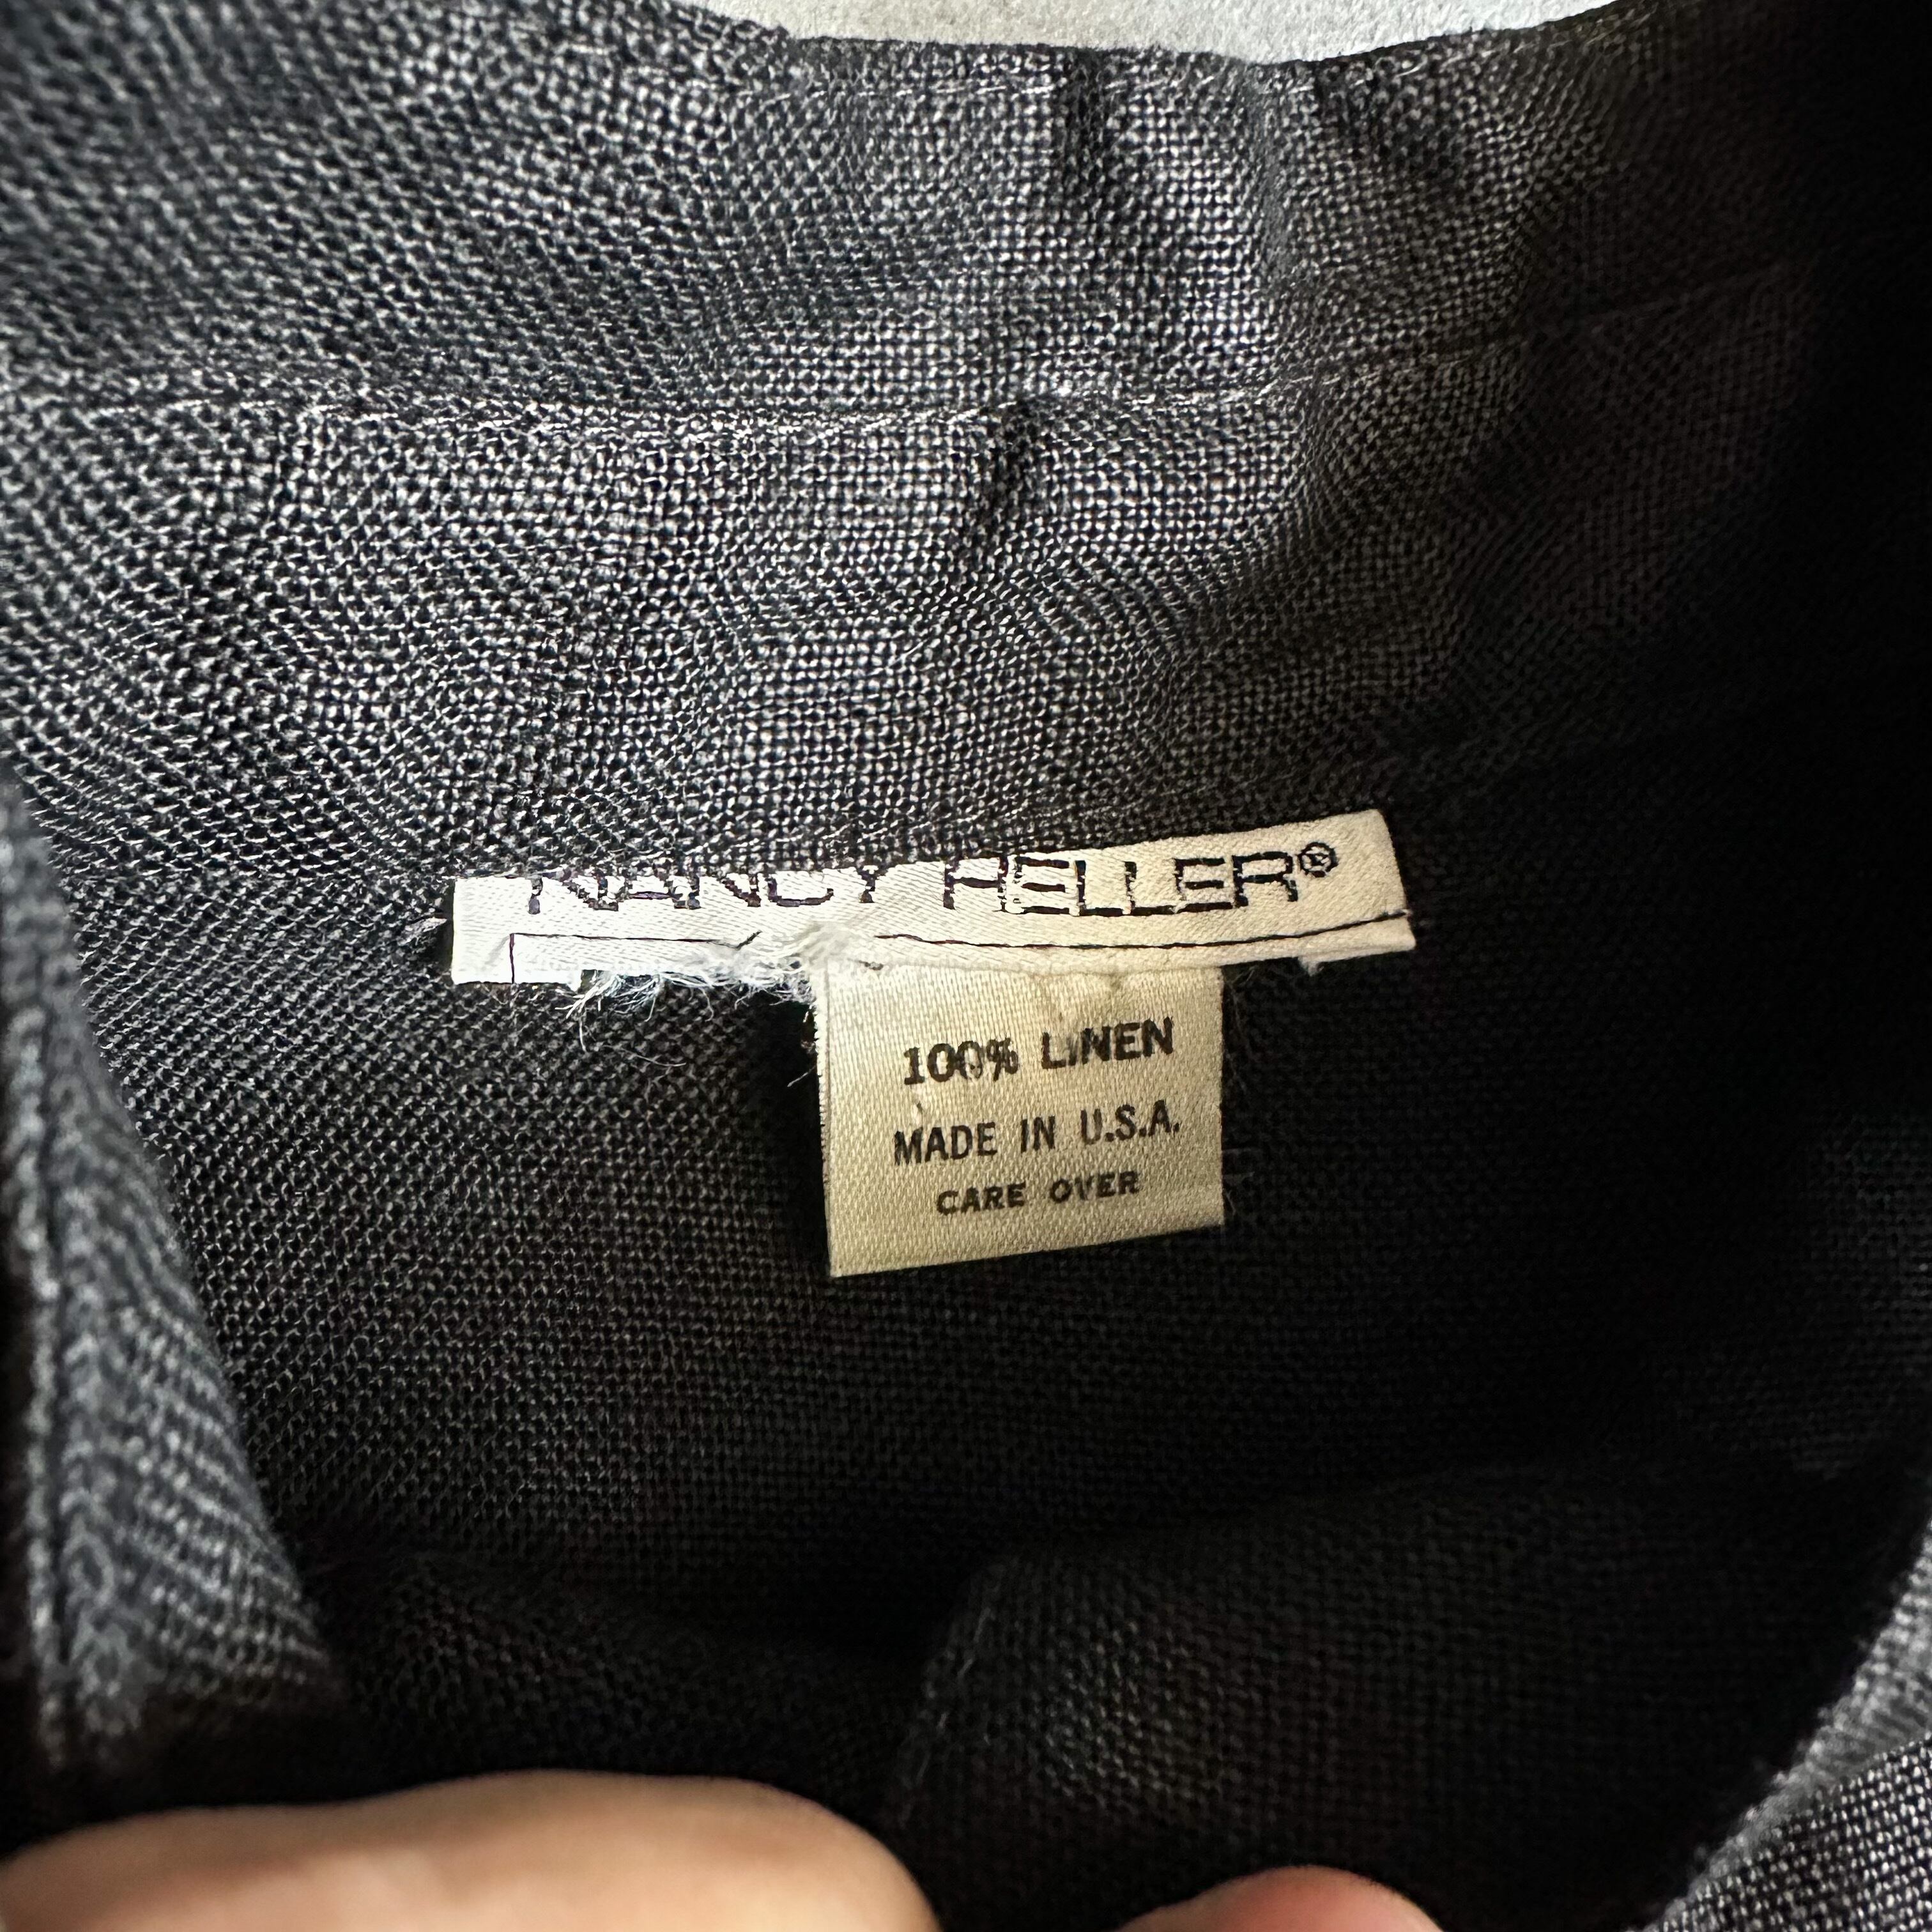 NANCY HELLER®
100% LINEN
MADE IN U.S.A.
CARE OVER